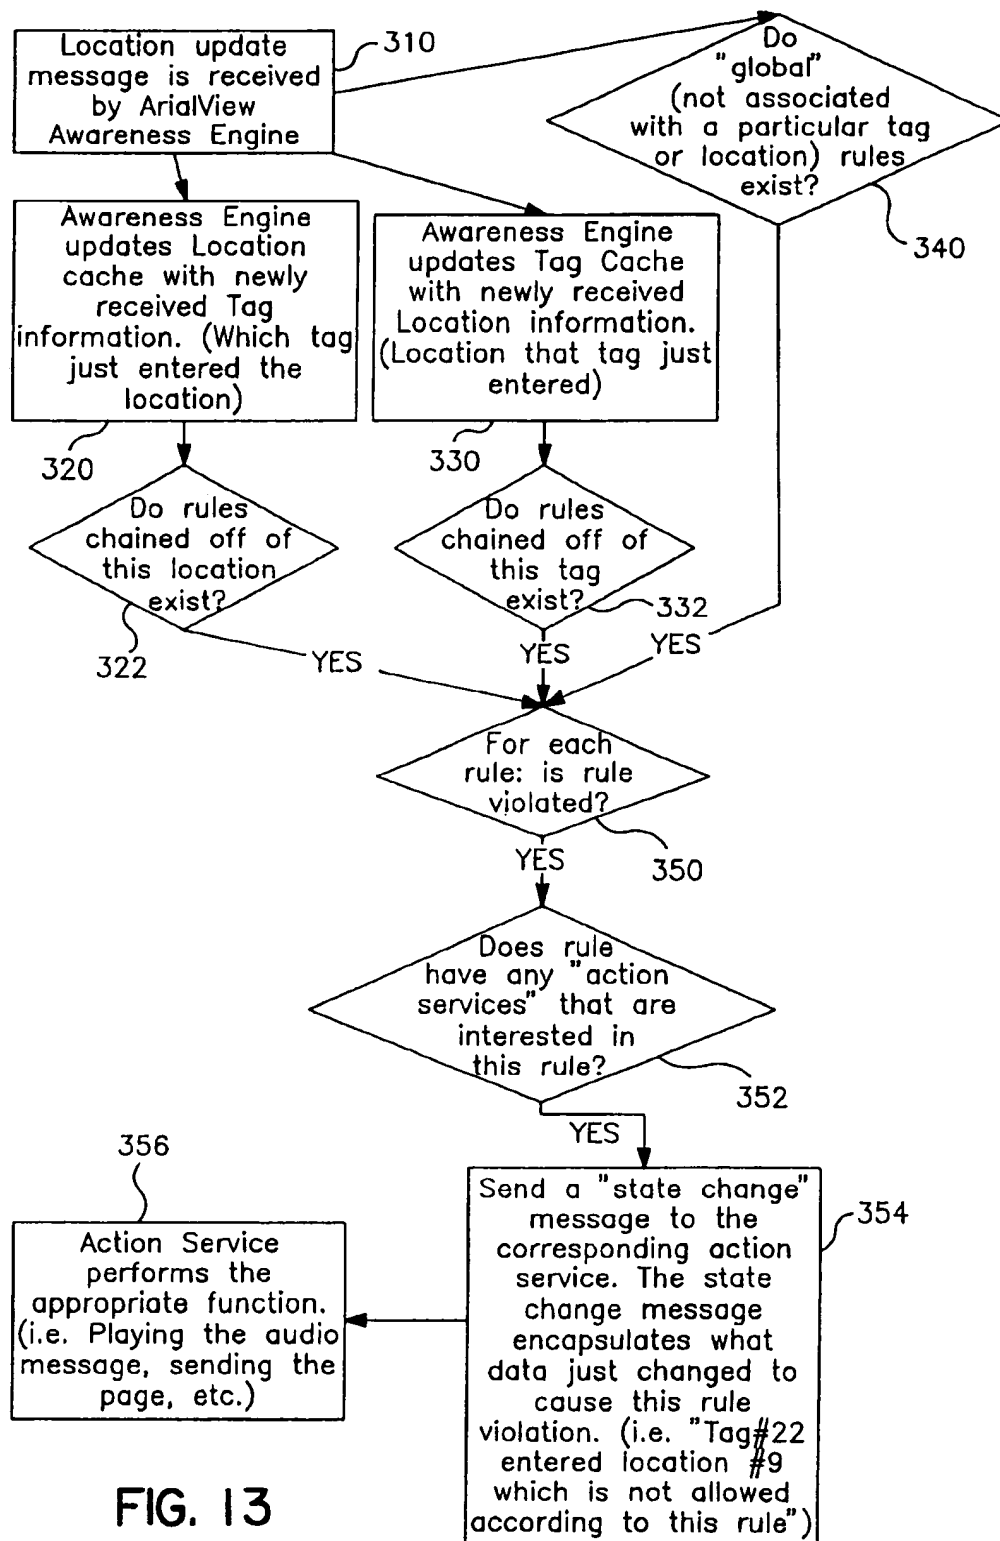 Location update
message is received
by ArialView
Awareness Engine
310
Do
"global"
(not associated
with a particular tag
or location) rules
exist?
340
Awareness Engine
updates Location
cache with newly
received Tag
information. (Which tag
just entered the
location)
320
Awareness Engine
updates Tag Cache
with newly received
Location information.
(Location that tag just
entered)
330
Do rules
chained off of
this location
exist?
322
Do rules
chained off of
this tag
exist?
332
YES
YES
YES
For each
rule: is rule
violated?
350
YES
Does rule
have any "action
services" that are
interested in
this rule?
352
YES
Send a "state change"
message to the
corresponding action
service. The state
change message
encapsulates what
data just changed to
cause this rule
violation. (i.e. "Tag#22
entered location #9
which is not allowed
according to this rule")
354
356
Action Service
performs the
appropriate function.
(i.e. Playing the audio
message, sending the
page, etc.)
FIG. 13